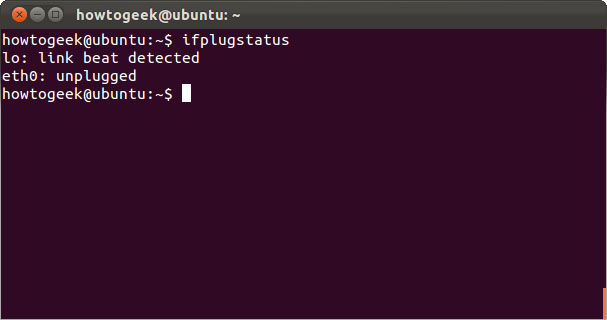 howtogeek@ubuntu: ~
howtogeek@ubuntu:~$ ifplugstatus
lo: link beat detected
eth0: unplugged
howtogeek@ubuntu:~$